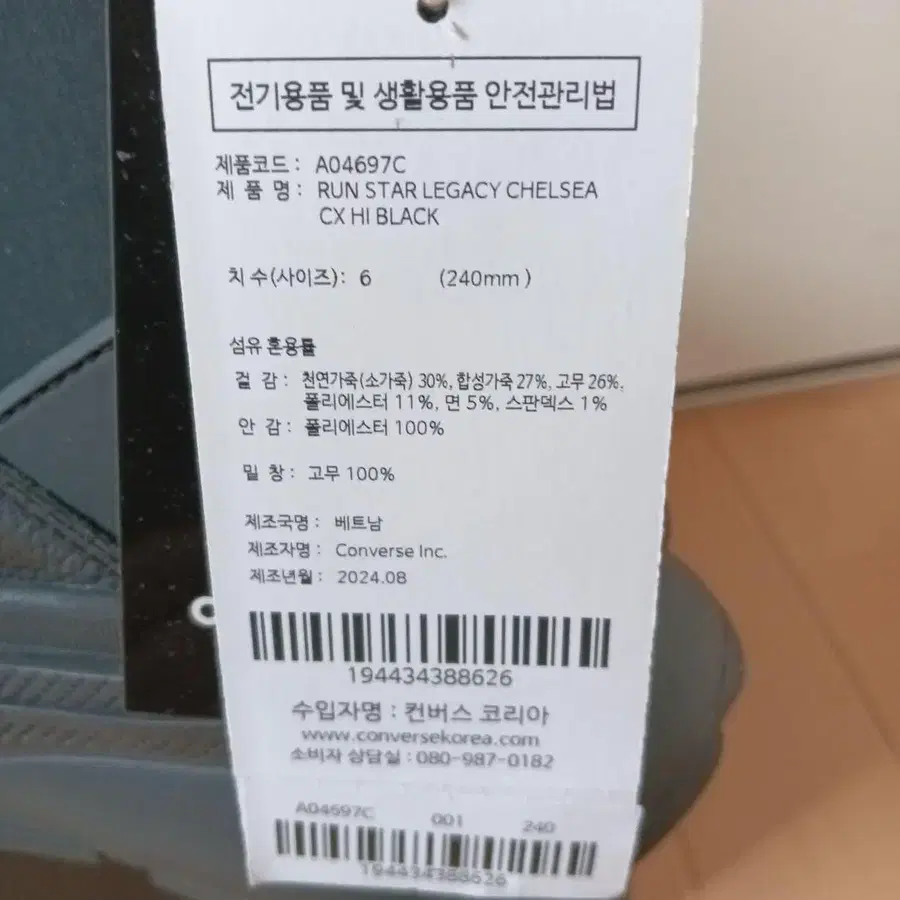 전기용품 및 생활용품 안전관리법
제품코드 : A04697C
제 품 명 : RUN STAR LEGACY CHELSEA
CX HI BLACK
치 수(사이즈) : 6 (240mm )
섬유 혼용률
겉 감 : 천연가죽(소가죽) 30%, 합성가죽 27%, 고무 26%,
폴리에스터 11%, 면 5%, 스판덱스 1%
안 감 : 폴리에스터 100%
밑 창 : 고무 100%
제조국명 : 베트남
제조자명 : Converse Inc.
제조년월 : 2024.08
194434388626
수입자명 : 컨버스 코리아
www.conversekorea.com
소비자 상담실 : 080-987-0182
A04697C 001 240
194434388626